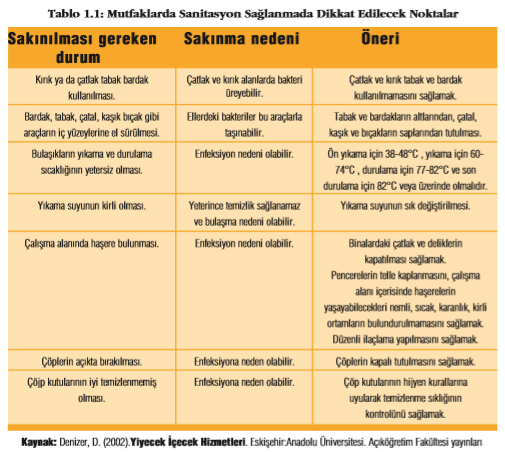 Tablo 1.1: Mutfaklarda Sanitasyon Sağlanmada Dikkat Edilecek Noktalar
Sakınılması gereken durum
Sakınma nedeni
Öneri
Kırık ya da çatlak tabak bardak
kullanılması.
Çatlak ve kırık alanlarda bakteri
üreyebilir.
Çatlak ve kırık tabak ve bardak
kullanılmamasını sağlamak.
Bardak, tabak, çatal, kaşık bıçak gibi
araçların iç yüzeylerine el sürülmesi.
Ellerdeki bakteriler bu araçlarla
taşınabilir.
Tabak ve bardakların altlarından, çatal,
kaşık ve bıçakların saplarından tutulması.
Bulaşıkların yıkama ve durulama
sıcaklığının yetersiz olması.
Enfeksiyon nedeni olabilir.
Ön yıkama için 38-48°C , yıkama için 60-
74°C , durulama için 77-82°C ve son
durulama için 82°C veya üzerinde olmalıdır.
Yıkama suyunun kirli olması.
Yeterince temizlik sağlanamaz
ve bulaşma nedeni olabilir.
Yıkama suyunun sık değiştirilmesi.
Çalışma alanında haşere bulunması.
Enfeksiyon nedeni olabilir.
Binalardaki çatlak ve deliklerin
kapatılması sağlamak.
Pencerelerin telle kaplanmasını, çalışma
alanı içerisinde haşerelerin
yaşayabilecekleri nemli, sıcak, karanlık, kirli
ortamların bulundurulmamasını sağlamak.
Düzenli ilaçlama yapılmasını sağlamak.
Çöplerin açıkta bırakılması.
Enfeksiyona neden olabilir.
Çöplerin kapalı tutulmasını sağlamak.
Çöjp kutularının iyi temizlenmemiş
olması.
Enfeksiyona neden olabilir.
Çöp kutularının hijyen kurallarına
uyularak temizlenme sıklığının
kontrolünü sağlamak.
Kaynak: Denizer, D. (2002).Yiyecek İçecek Hizmetleri. Eskişehir:Anadolu Üniversitesi. Açıköğretim Fakültesi yayınları